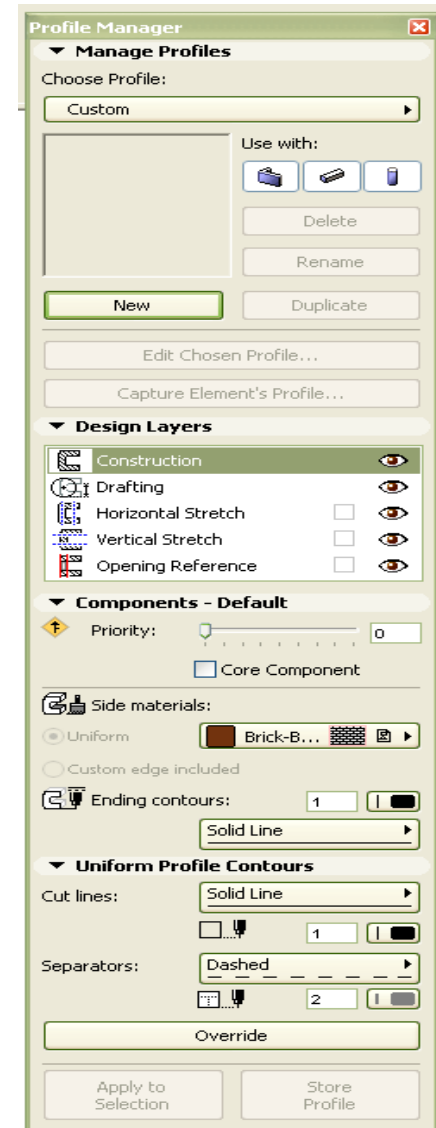 Profile Manager
Manage Profiles
Choose Profile:
Custom
Use with:
Delete
Rename
New
Duplicate
Edit Chosen Profile...
Capture Element's Profile...
Design Layers
Construction
Drafting
Horizontal Stretch
Vertical Stretch
Opening Reference
Components - Default
Priority:
0
Core Component
Side materials:
Uniform
Brick-B...
Custom edge included
Ending contours:
1
Solid Line
Uniform Profile Contours
Cut lines:
Solid Line
1
Separators:
Dashed
2
Override
Apply to
Selection
Store
Profile